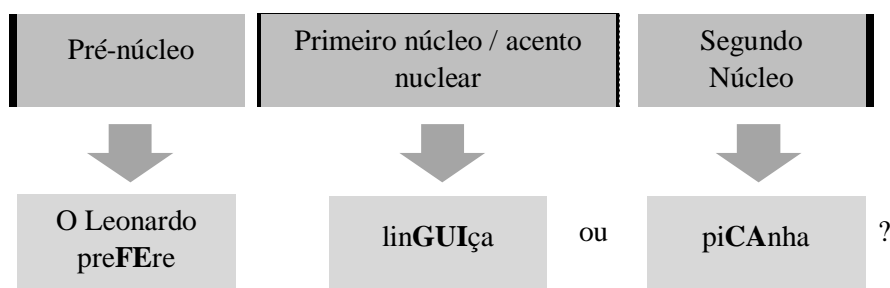 Pré-núcleo
Primeiro núcleo / acento
nuclear
Segundo
Núcleo
O Leonardo
preFEre
linGUIça
ou
piCAnha
?